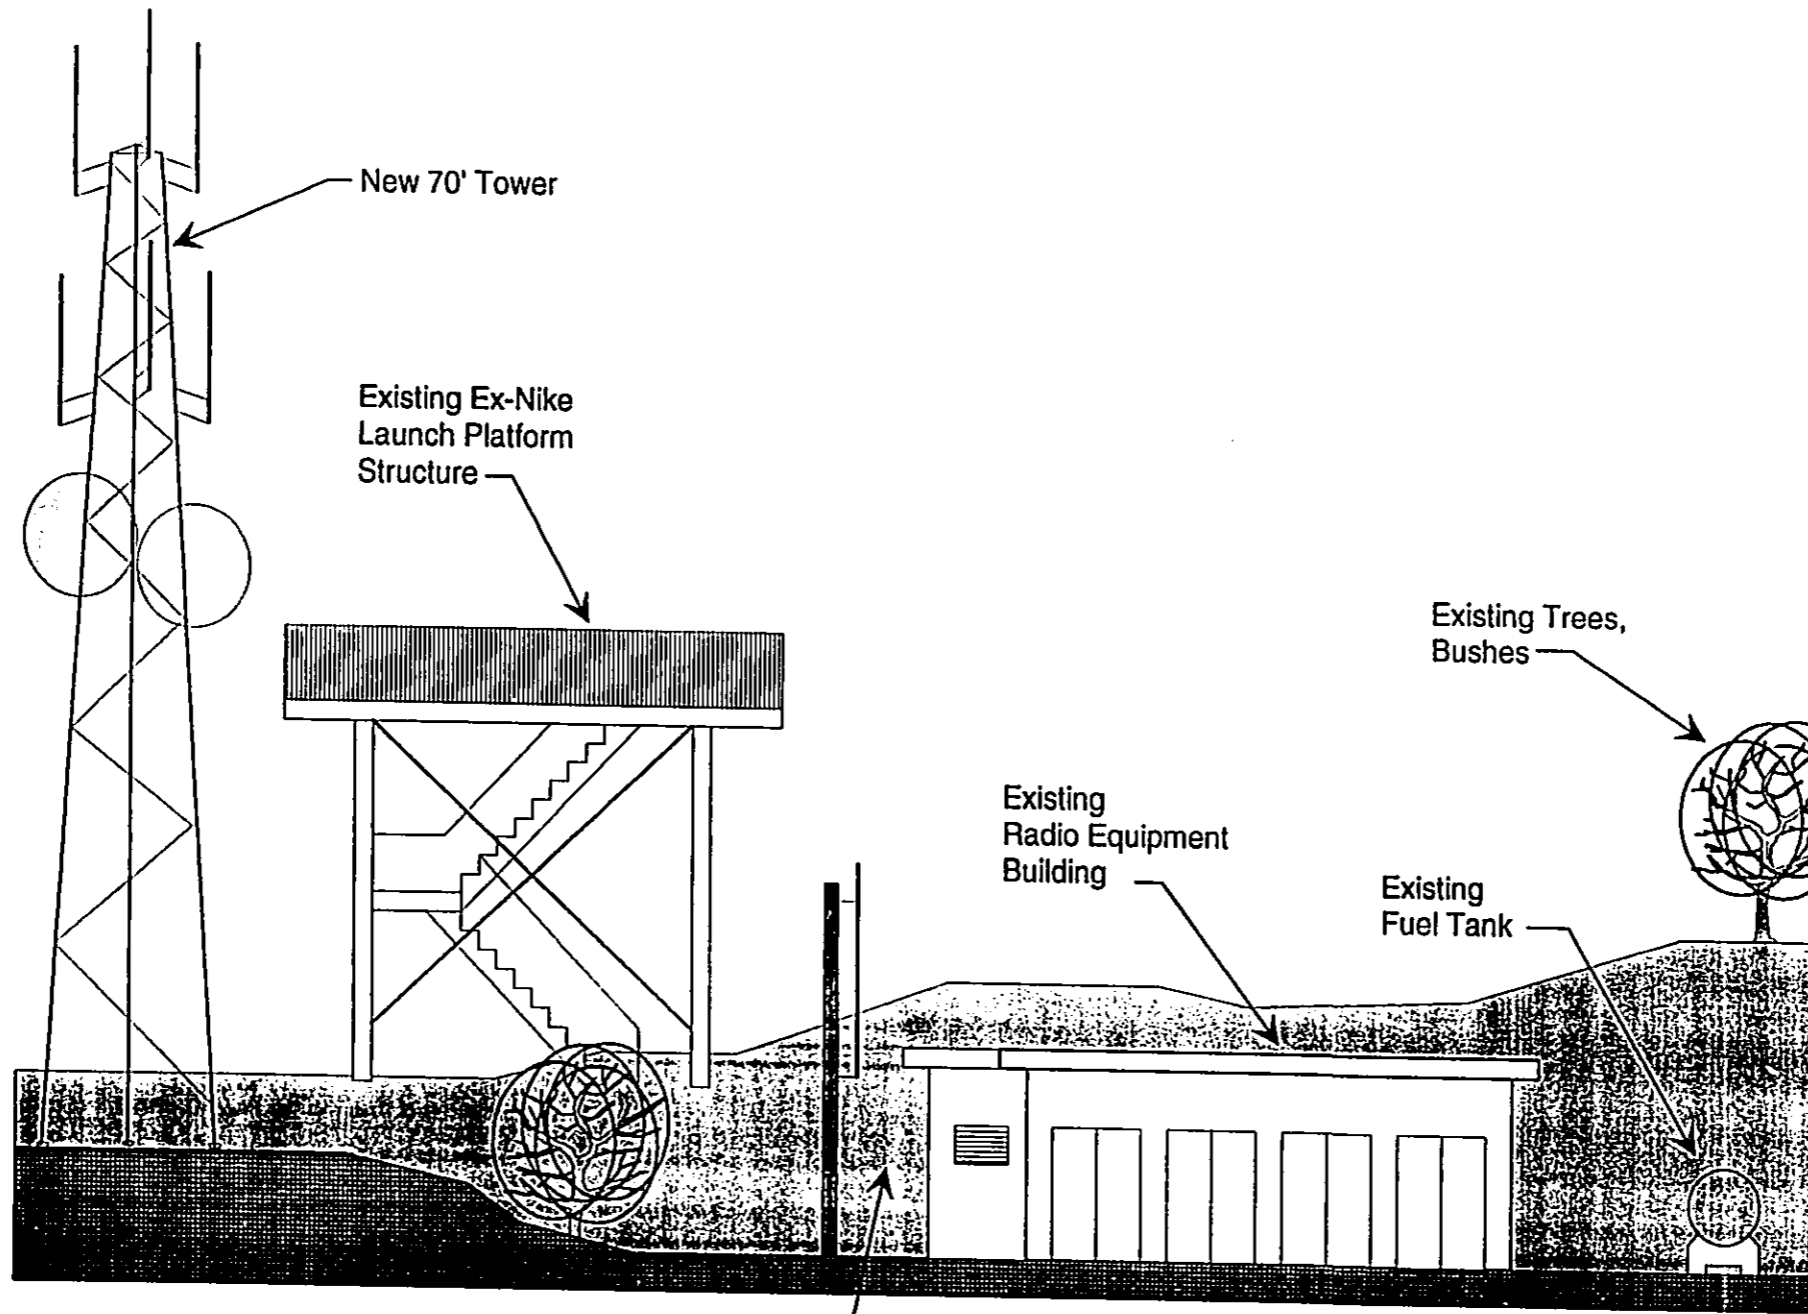 New 70' Tower
Existing Ex-Nike
Launch Platform
Structure
Existing Trees,
Bushes
Existing
Radio Equipment
Building
Existing
Fuel Tank